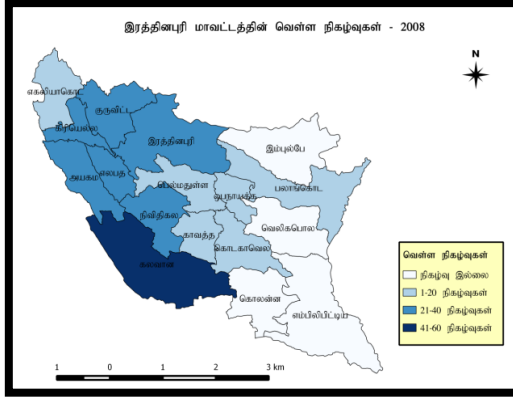 இரத்தினபுரி மாவட்டத்தின் வெள்ள நிகழ்வுகள் - 2008
N
எகலியாகொட
குருவிட்ட
கிரியெல்ல
இரத்தினபுரி
இம்புல்பே
அயகம
எலபத
பெல்மதுள்ள
ஓபநாயக்க
பலாங்கொட
நிவித்திகல
வெலிகபொல
காவத்த
கொடகாவெல
கலவான
கொலன்ன
எம்பிலிபிட்டிய
வெள்ள நிகழ்வுகள்
நிகழ்வு இல்லை
1-20 நிகழ்வுகள்
21-40 நிகழ்வுகள்
41-60 நிகழ்வுகள்
1 0 1 2 3 km